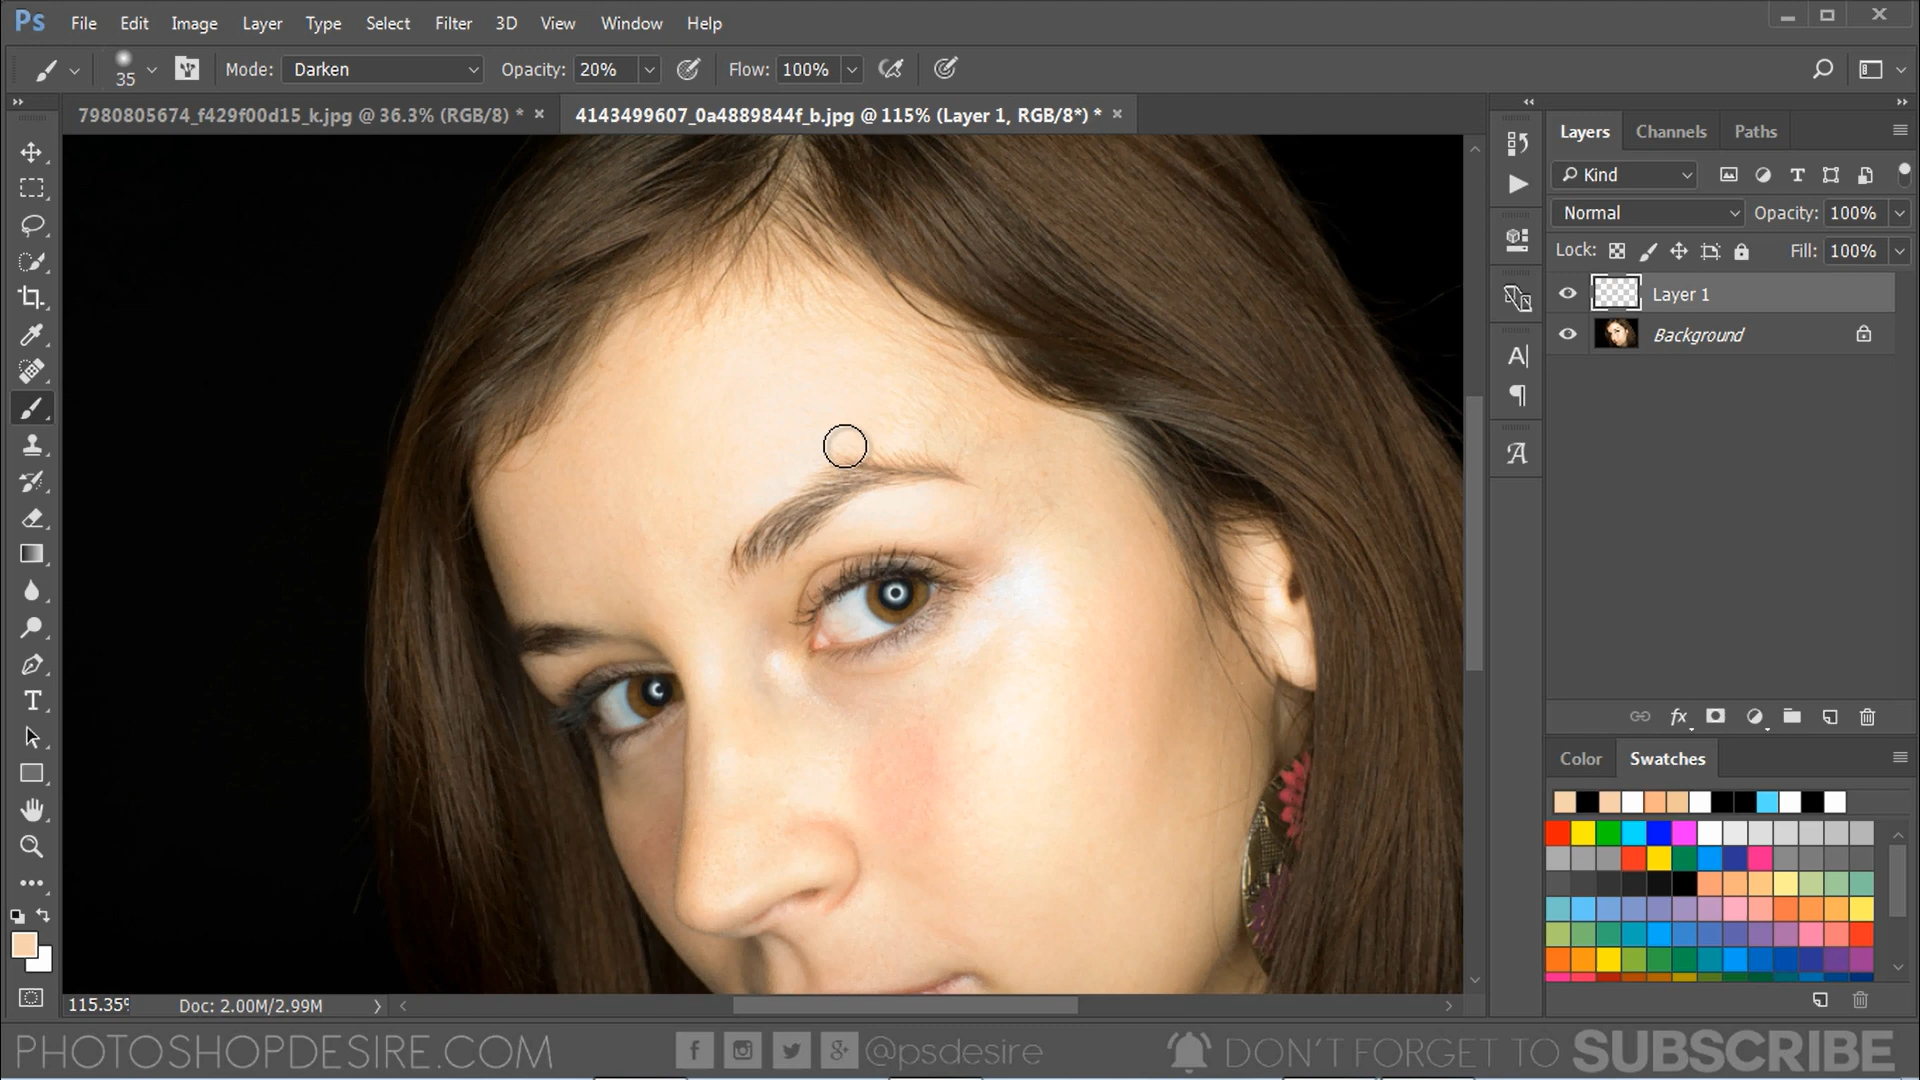 Ps File Edit Image Layer Type Select Filter 3D View Window Help
35 Mode: Darken Opacity: 20% Flow: 100%
7980805674_f429f00d15_k.jpg @ 36.3% (RGB/8) * × 4143499607_0a4889844f_b.jpg @ 115% (Layer 1, RGB/8*) * ×
Layers Channels Paths
Kind
Normal Opacity: 100%
Lock: Fill: 100%
Layer 1
Background
Color Swatches
115.35% Doc: 2.00M/2.99M
PHOTOSHOPDESIRE.COM @psdesire DON'T FORGET TO SUBSCRIBE